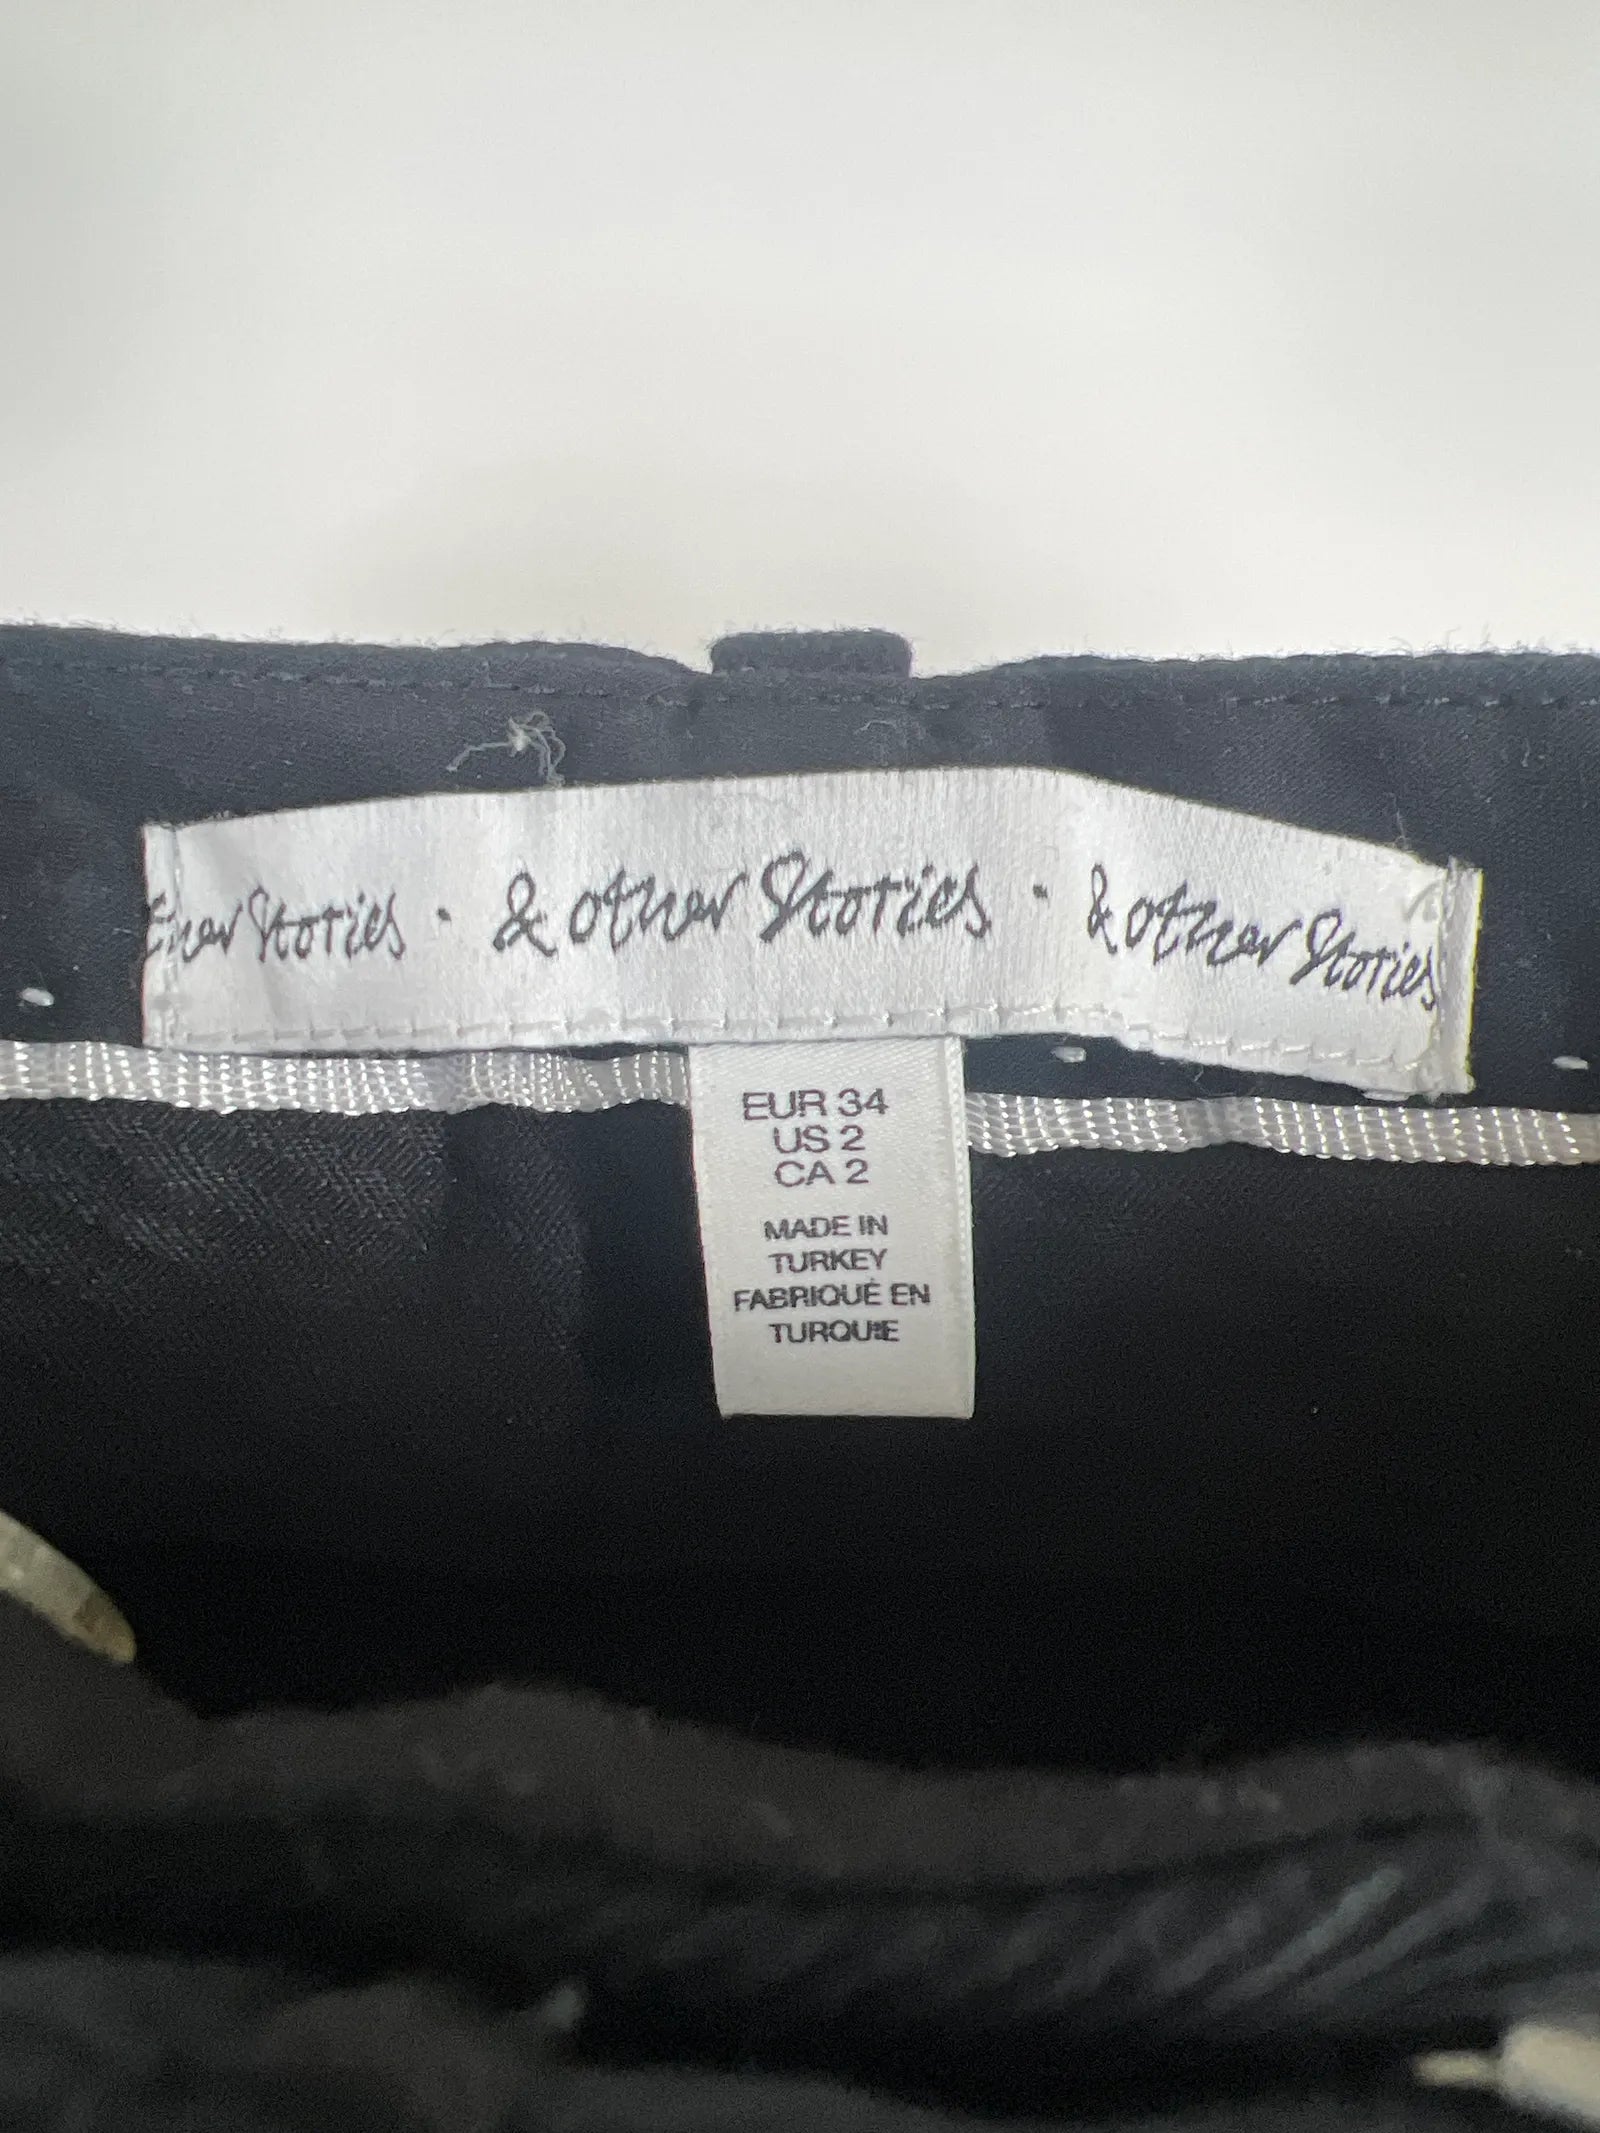 ther Stories · & other Stories · & other Stories
EUR 34
US 2
CA 2
MADE IN
TURKEY
FABRIQUÉ EN
TURQUIE